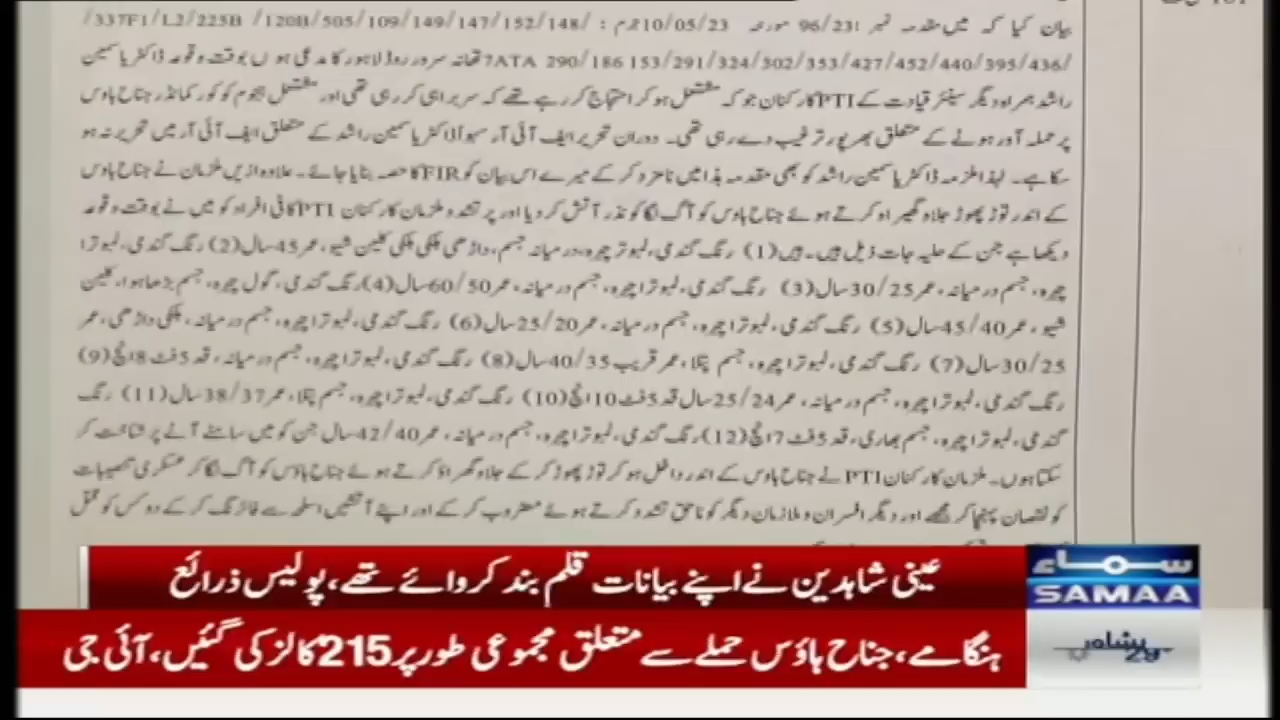 بیان کیا کہ میں مقدمہ نمبر 96/23: مورخہ 10/05/23 جرم : /148/152/147/149/109/505/120B/ 337F1/L2/225B/
/436/395/440/452/427/353/302/324/291/153 186/290 7ATA تھانہ سرور روڈ لاہور کا مدعی ہوں بوقت وقوعہ ڈاکٹر یاسمین
راشد ہمراہ دیگر سینئر قیادت کے PTI کارکنان جو کہ مشتعل ہو کر احتجاج کر رہے تھے کہ سربراہی کر رہی تھی اور مشتعل ہجوم کو کور کمانڈر جناح ہاوس
پر حملہ آور ہونے کے متعلق بھرپور ترغیب دے رہی تھی۔ دوران تحریر ایف آئی آر سہواً ڈاکٹر یاسمین راشد کے متعلق ایف آئی آر میں تحریر نہ ہو
سکا ہے۔ لہذا ملزمہ ڈاکٹر یاسمین راشد کو بھی مقدمہ ہذا میں نامزد کر کے میرے اس بیان کو FIR کا حصہ بنایا جائے۔ علاوہ ازیں ملزمان نے جناح ہاوس
کے اندر توڑ پھوڑ جلاو گھیراو کرتے ہوئے جناح ہاوس کو آگ لگا کو نذر آتش کر دیا اور پر تشدد ملزمان کارکنان PTI کافی افراد کو میں نے بوقت وقوعہ
دیکھا ہے جن کے حلیہ جات ذیل ہیں۔ ہیں (1) رنگ گندمی، لمبوترا چہرہ، درمیانہ جسم، داڑھی ہلکی ہلکی کلین شیو، عمر 45 سال (2) رنگ گندمی، لمبوترا
چہرہ، جسم درمیانہ، عمر 30/25 سال (3) رنگ گندمی، لمبوترا چہرہ، جسم درمیانہ، عمر 60/50 سال (4) رنگ گندمی، گول چہرہ، جسم بڑھا ہوا، کلین
شیو، عمر 45/40 سال (5) رنگ گندمی، لمبوترا چہرہ، جسم درمیانہ، عمر 25/20 سال (6) رنگ گندمی، لمبوترا چہرہ، جسم درمیانہ، ہلکی داڑھی، عمر
30/25 سال (7) رنگ گندمی، لمبوترا چہرہ، جسم پتلا، عمر قریب 40/35 سال (8) رنگ گندمی، لمبوترا چہرہ، جسم درمیانہ، قد 5 فٹ 8 انچ (9)
رنگ گندمی، لمبوترا چہرہ، جسم درمیانہ، عمر 25/24 سال قد 5 فٹ 10 انچ (10) رنگ گندمی، لمبوترا چہرہ، جسم پتلا، عمر 38/37 سال (11) رنگ
گندمی، لمبوترا چہرہ، جسم بھاری، قد 5 فٹ 7 انچ (12) رنگ گندمی، لمبوترا چہرہ، جسم درمیانہ، عمر 42/40 سال جن کو میں سامنے آنے پر شناخت کر
سکتا ہوں۔ ملزمان کارکنان PTI نے جناح ہاوس کے اندر داخل ہو کر توڑ پھوڑ کر کے جلاو گھیراؤ کرتے ہوئے جناح ہاوس کو آگ لگا کر عسکری تنصیبات
کو نقصان پہنچا کر مجھے اور دیگر افسران و ملازمان دیگر کو ناحق تشدد کرتے ہوئے مضروب کر کے اور اپنے آتشیں اسلحہ سے فائرنگ کر کے دو کس کو قتل
عینی شاہدین نے اپنے بیانات قلم بند کروائے تھے، پولیس ذرائع
سماء
SAMAA
ہنگامے، جناح ہاؤس حملے سے متعلق مجموعی طور پر 215 کالز کی گئیں، آئی جی